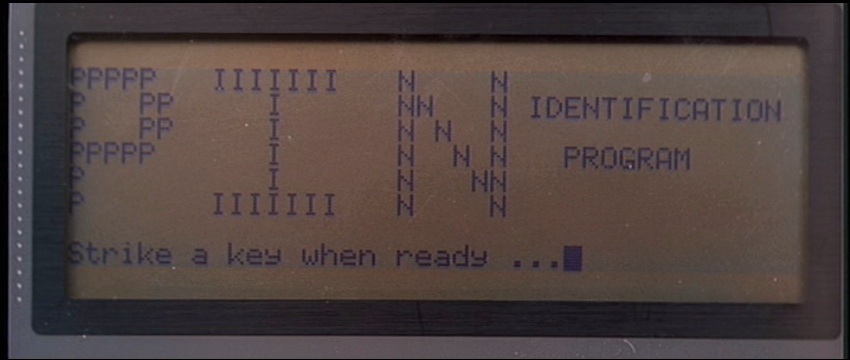 PPPPP     IIIIIII     N       N
P    PP      I        NN      N  IDENTIFICATION
P    PP      I        N  N    N
PPPPP        I        N    N  N    PROGRAM
P            I        N     NN
P         IIIIIII     N       N
Strike a key when ready ...